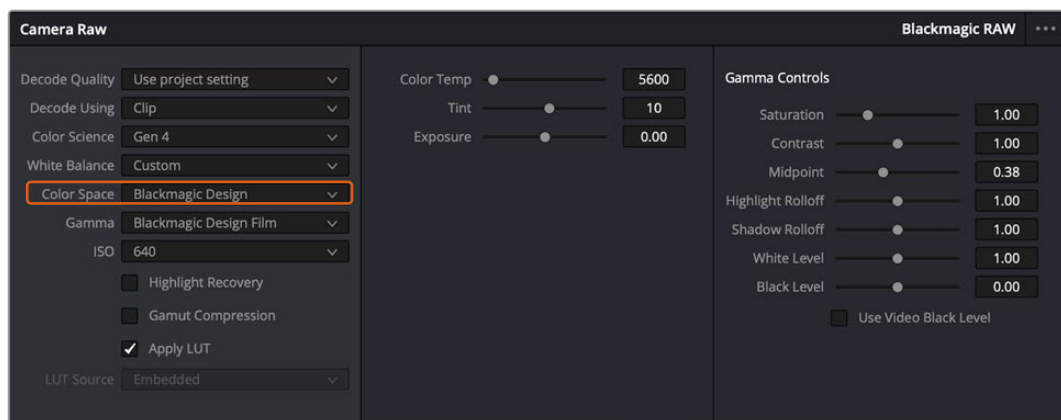 Camera Raw
Blackmagic RAW
Decode Quality Use project setting
Decode Using Clip
Color Science Gen 4
White Balance Custom
Color Space Blackmagic Design
Gamma Blackmagic Design Film
ISO 640
Highlight Recovery
Gamut Compression
Apply LUT
LUT Source Embedded
Color Temp 5600
Tint 10
Exposure 0.00
Gamma Controls
Saturation 1.00
Contrast 1.00
Midpoint 0.38
Highlight Rolloff 1.00
Shadow Rolloff 1.00
White Level 1.00
Black Level 0.00
Use Video Black Level